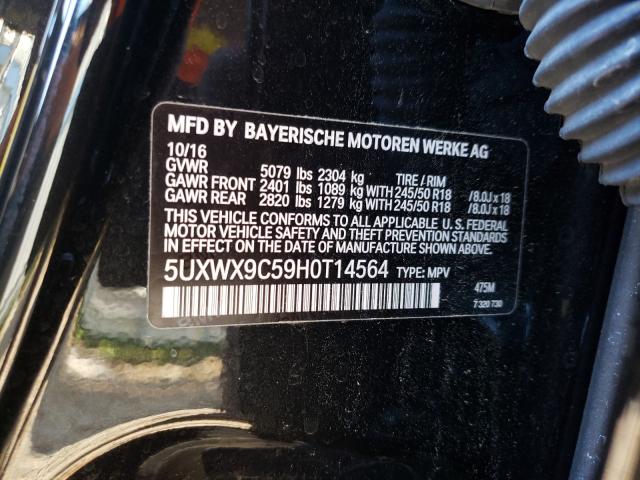 MFD BY BAYERISCHE MOTOREN WERKE AG
10/16
GVWR 5079 lbs 2304 kg TIRE / RIM
GAWR FRONT 2401 lbs 1089 kg WITH 245/50 R18 /8.0J x 18
GAWR REAR 2820 lbs 1279 kg WITH 245/50 R18 /8.0J x 18
THIS VEHICLE CONFORMS TO ALL APPLICABLE U. S. FEDERAL
MOTOR VEHICLE SAFETY AND THEFT PREVENTION STANDARDS
IN EFFECT ON THE DATE OF MANUFACTURE SHOWN ABOVE.
5UXWX9C59H0T14564 TYPE: MPV
475M
7 320 730